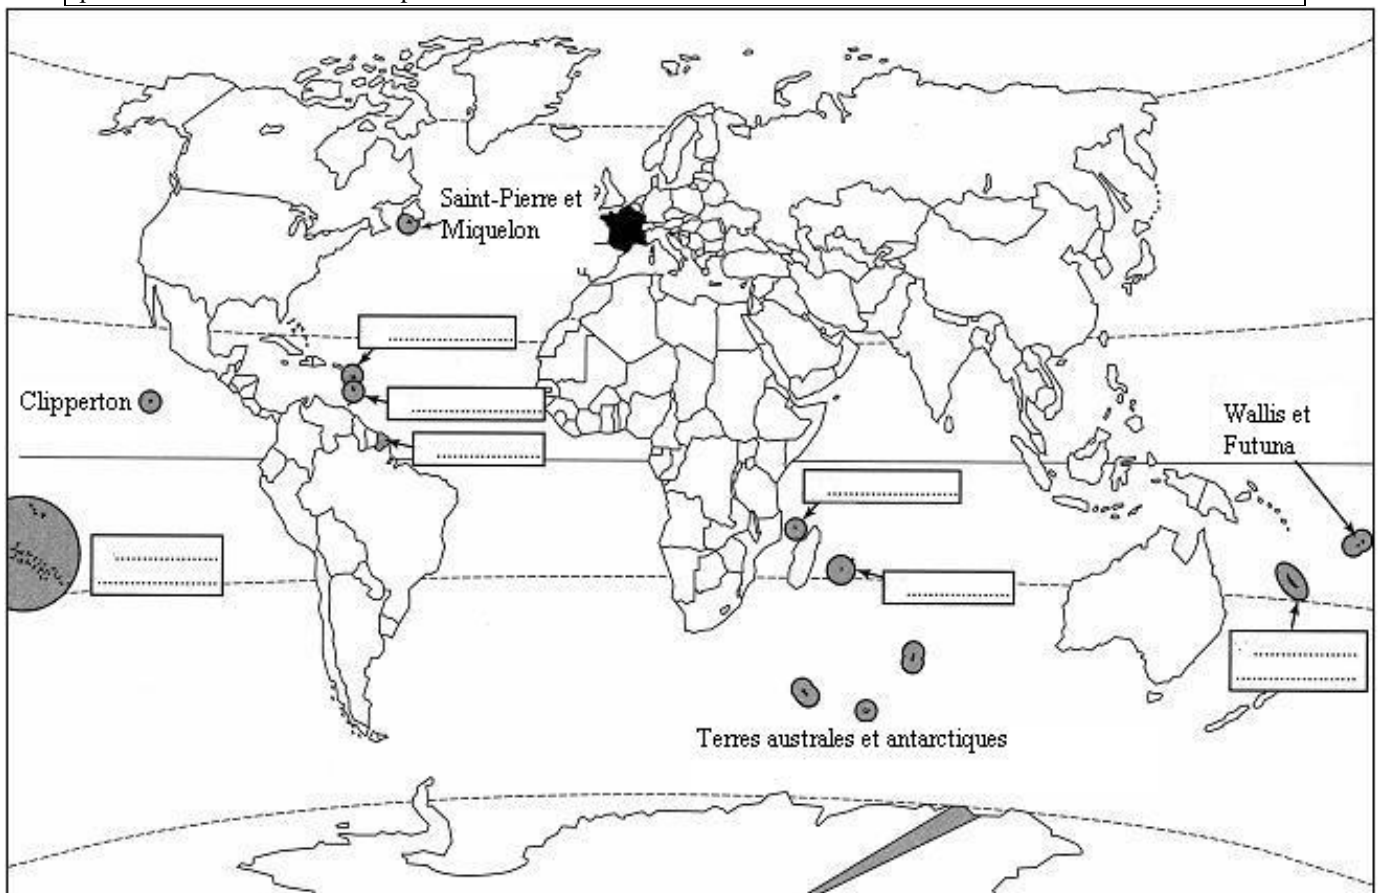 Saint-Pierre et
Miquelon
Clipperton
Wallis et
Futuna
Terres australes et antarctiques